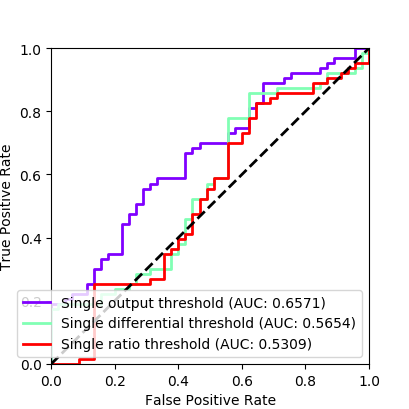 1.0
0.8
0.6
0.4
0.2
0.0
True Positive Rate
Single output threshold (AUC: 0.6571)
Single differential threshold (AUC: 0.5654)
Single ratio threshold (AUC: 0.5309)
0.0 0.2 0.4 0.6 0.8 1.0
False Positive Rate